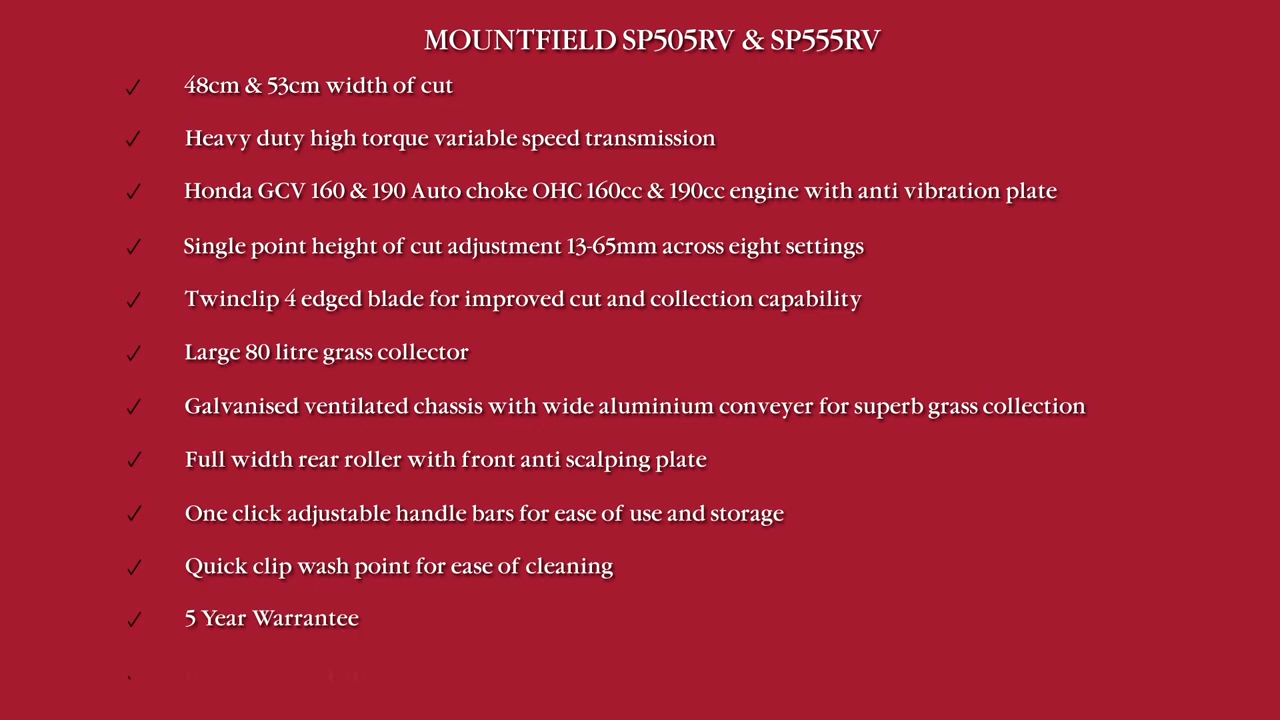 MOUNTFIELD SP505RV & SP555RV
✓ 48cm & 53cm width of cut
✓ Heavy duty high torque variable speed transmission
✓ Honda GCV 160 & 190 Auto choke OHC 160cc & 190cc engine with anti vibration plate
✓ Single point height of cut adjustment 13-65mm across eight settings
✓ Twinclip 4 edged blade for improved cut and collection capability
✓ Large 80 litre grass collector
✓ Galvanised ventilated chassis with wide aluminium conveyer for superb grass collection
✓ Full width rear roller with front anti scalping plate
✓ One click adjustable handle bars for ease of use and storage
✓ Quick clip wash point for ease of cleaning
✓ 5 Year Warrantee